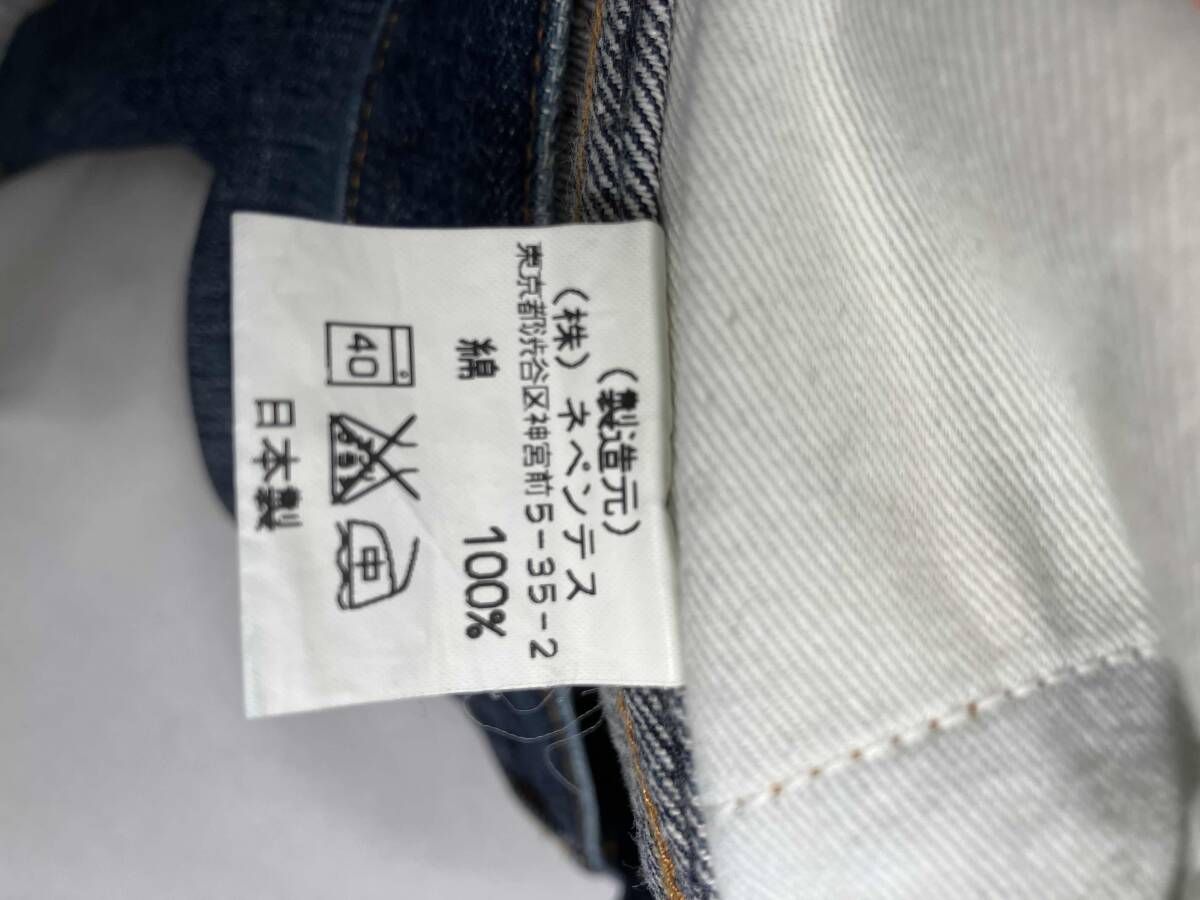 (製造元)
(株) ネペンテス
東京都渋谷区神宮前5-35-2
綿 100%
40
中
日本製